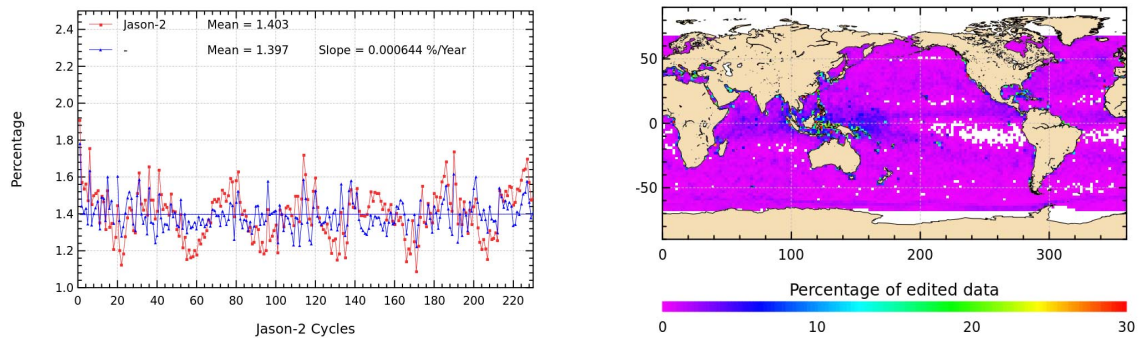 Jason-2 Mean = 1.403
- Mean = 1.397 Slope = 0.000644 %/Year
Percentage
2.4
2.2
2.0
1.8
1.6
1.4
1.2
1.0
0 20 40 60 80 100 120 140 160 180 200 220
Jason-2 Cycles
50
0
-50
0 100 200 300
Percentage of edited data
0 10 20 30